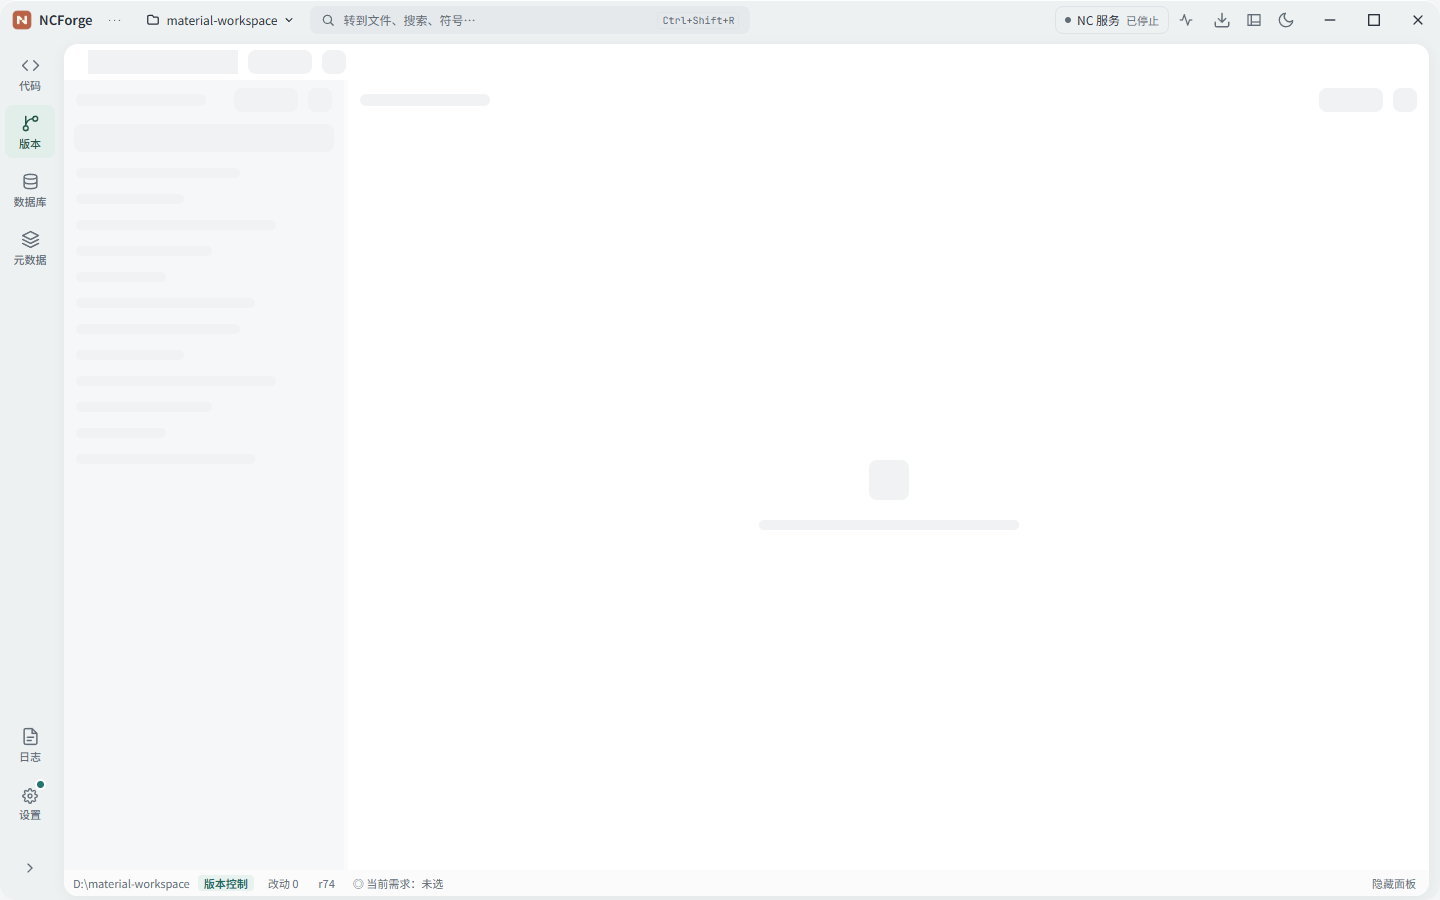 NCForge ··· material-workspace 转到文件、搜索、符号··· Ctrl+Shift+R NC 服务 已停止
代码
版本
数据库
元数据
日志
设置
D:\material-workspace 版本控制 改动 0 r74 ◎ 当前需求：未选 隐藏面板